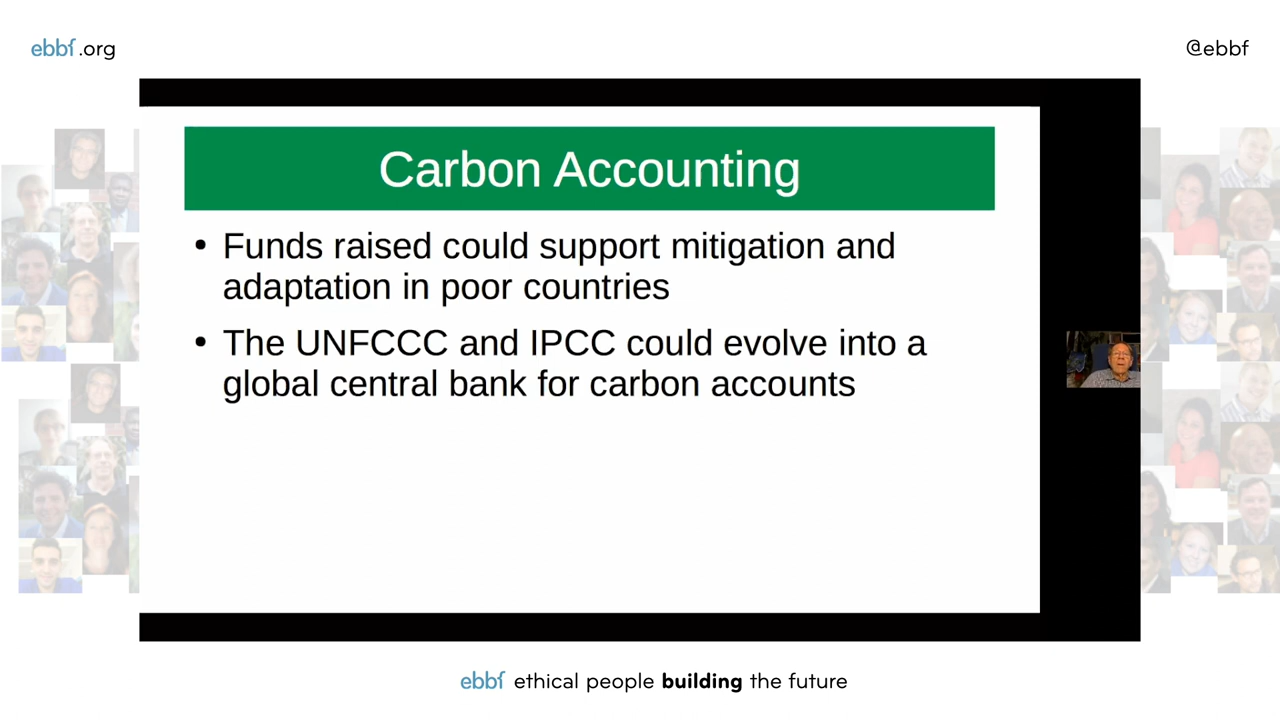 ebbf.org
@ebbf
Carbon Accounting
• Funds raised could support mitigation and
adaptation in poor countries
• The UNFCCC and IPCC could evolve into a
global central bank for carbon accounts
ebbf ethical people building the future